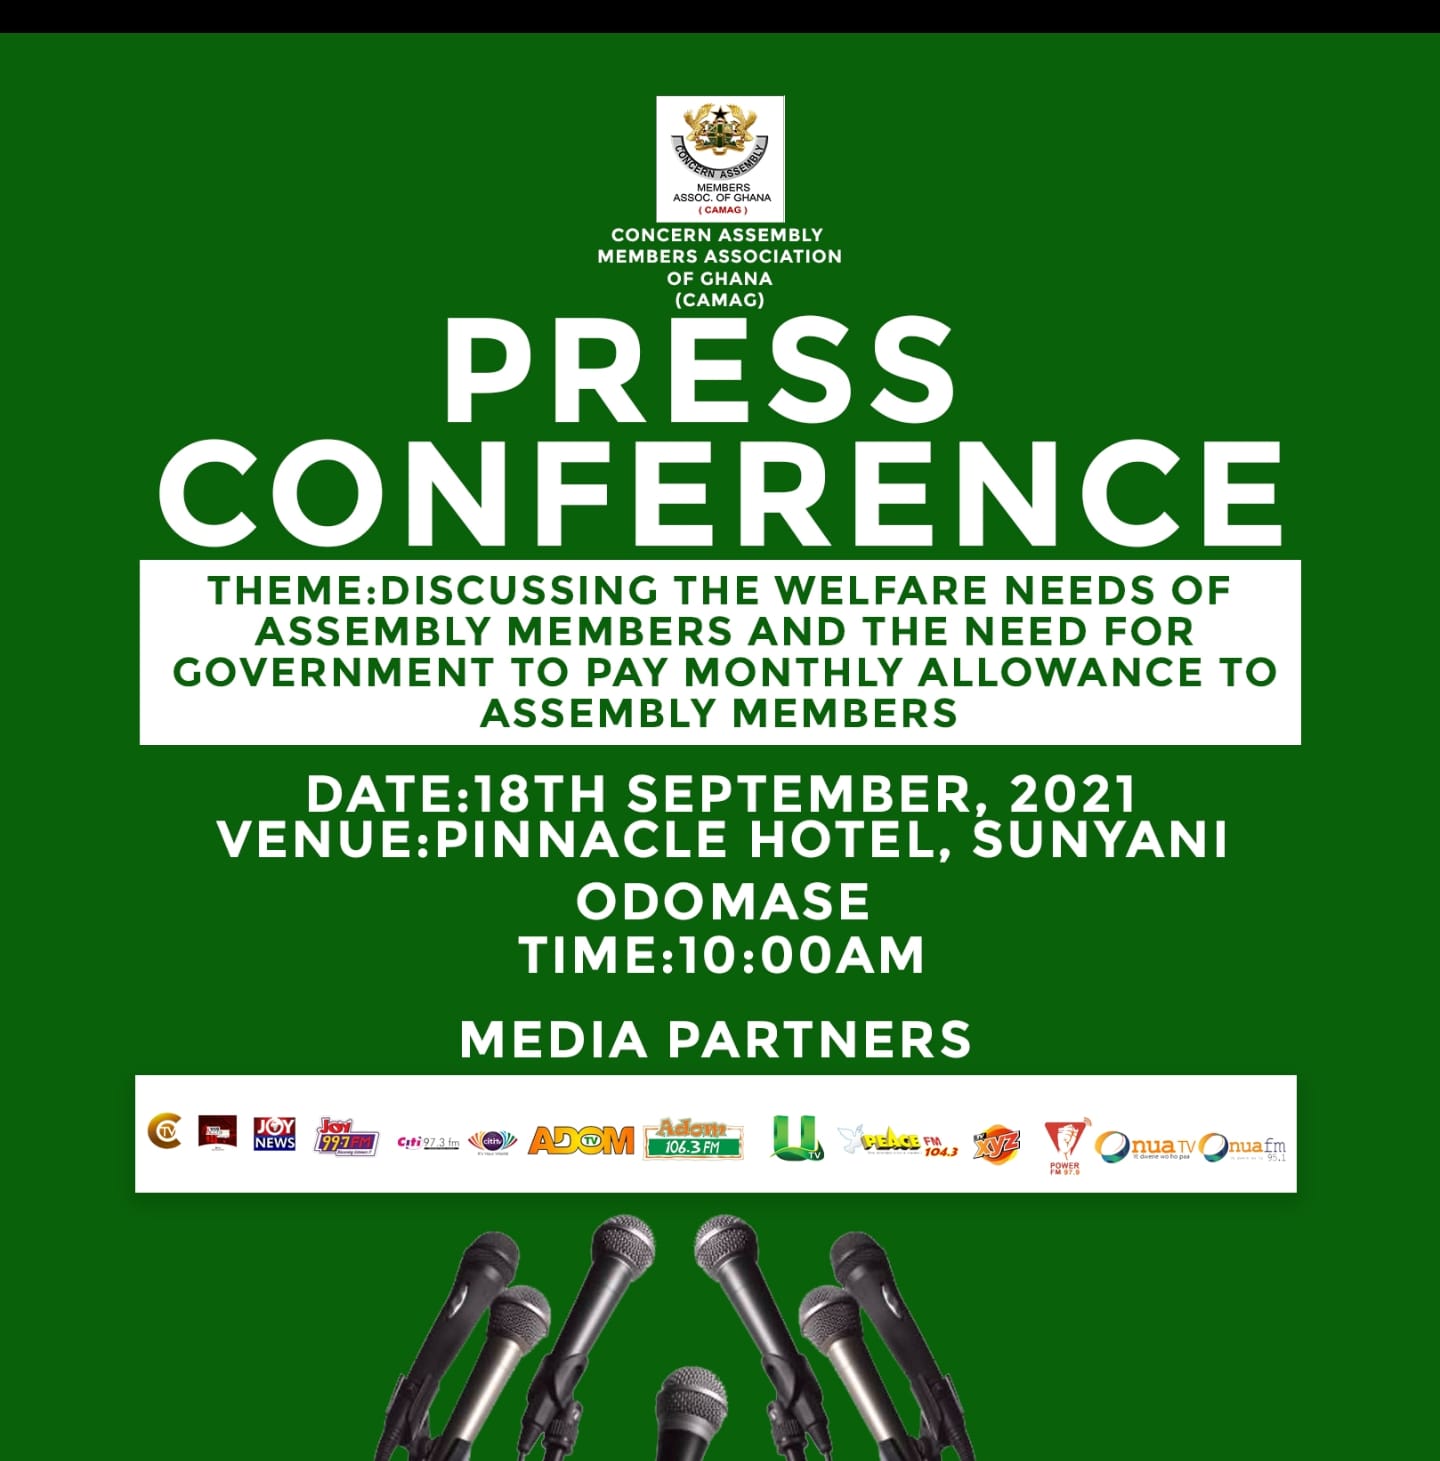 CONCERN ASSEMBLY
MEMBERS
ASSOC. OF GHANA
( CAMAG )
CONCERN ASSEMBLY
MEMBERS ASSOCIATION
OF GHANA
(CAMAG)
PRESS
CONFERENCE
THEME:DISCUSSING THE WELFARE NEEDS OF
ASSEMBLY MEMBERS AND THE NEED FOR
GOVERNMENT TO PAY MONTHLY ALLOWANCE TO
ASSEMBLY MEMBERS
DATE:18TH SEPTEMBER, 2021
VENUE:PINNACLE HOTEL, SUNYANI
ODOMASE
TIME:10:00AM
MEDIA PARTNERS
CTV
JOY
NEWS
JOY
99.7 FM
Citi 97.3 fm
cititv
ADOM TV
Adom
106.3 FM
UTV
PEACE FM
104.3
XYZ
POWER
FM 97.9
Onua TV
Onua fm
95.1